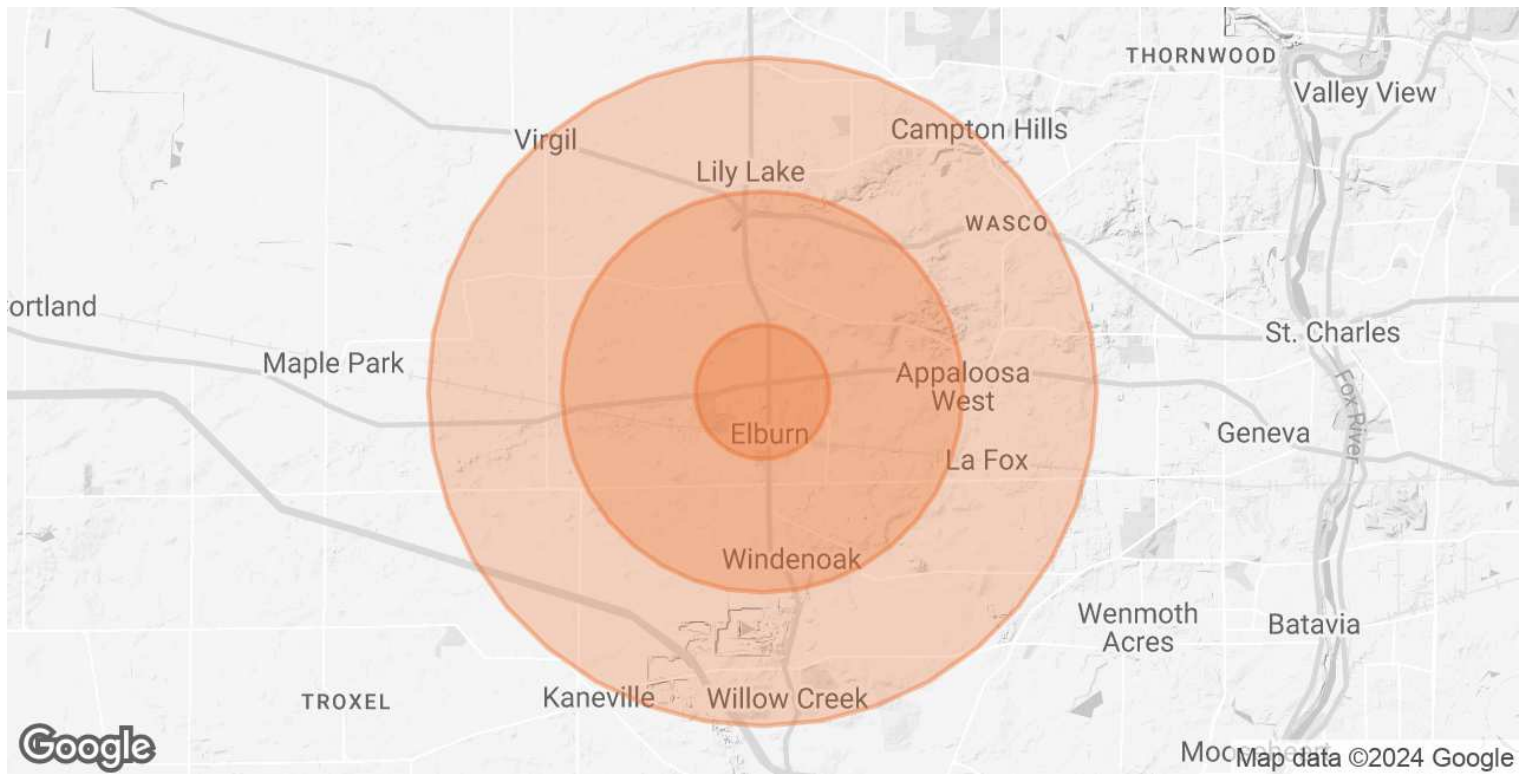 THORNWOOD
Valley View
Campton Hills
Virgil
Lily Lake
WASCO
ortland
St. Charles
Maple Park
Appaloosa
West
Fox River
Elburn
Geneva
La Fox
Windenoak
Wenmoth
Acres
Batavia
Kaneville
Willow Creek
TROXEL
Google
Map data ©2024 Google